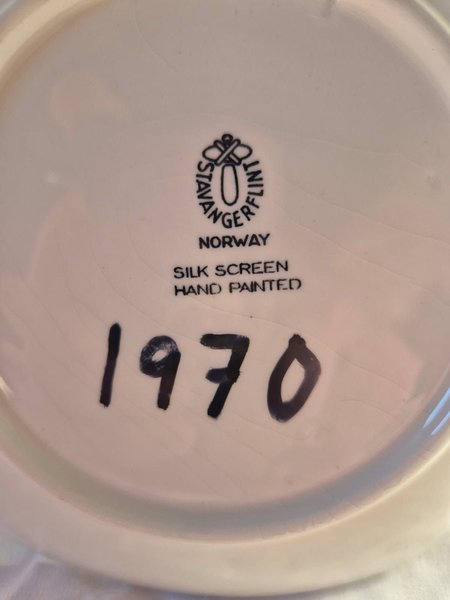 STAVANGERFLINT
NORWAY
SILK SCREEN
HAND PAINTED
1970